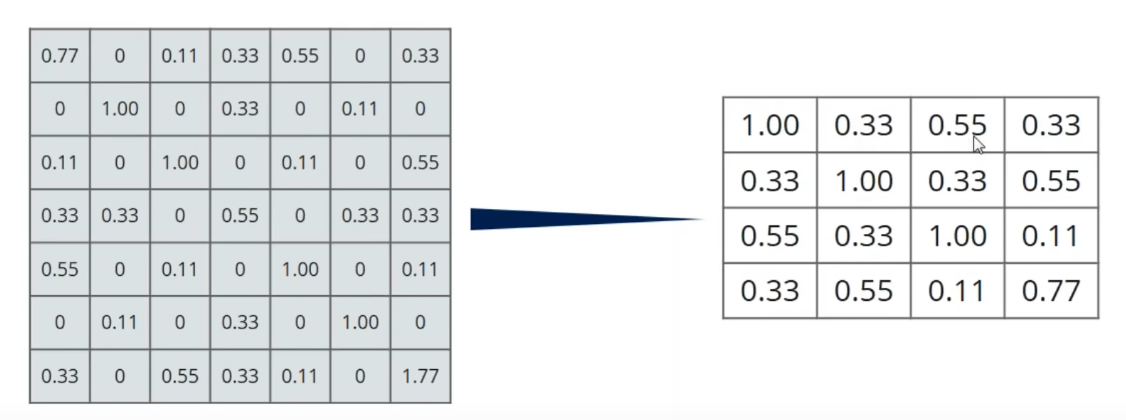 0.77 0 0.11 0.33 0.55 0 0.33
0 1.00 0 0.33 0 0.11 0
0.11 0 1.00 0 0.11 0 0.55
0.33 0.33 0 0.55 0 0.33 0.33
0.55 0 0.11 0 1.00 0 0.11
0 0.11 0 0.33 0 1.00 0
0.33 0 0.55 0.33 0.11 0 1.77
1.00 0.33 0.55 0.33
0.33 1.00 0.33 0.55
0.55 0.33 1.00 0.11
0.33 0.55 0.11 0.77